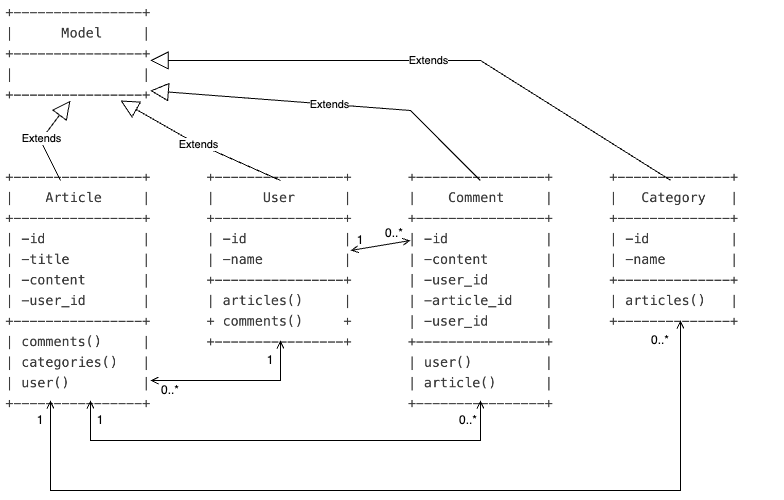 Model
Extends
Extends
Extends
Extends
Article
-id
-title
-content
-user_id
comments()
categories()
user()
User
-id
-name
articles()
comments()
Comment
-id
-content
-user_id
-article_id
-user_id
user()
article()
Category
-id
-name
articles()
1
0..*
1
0..*
0..*
1
1
0..*